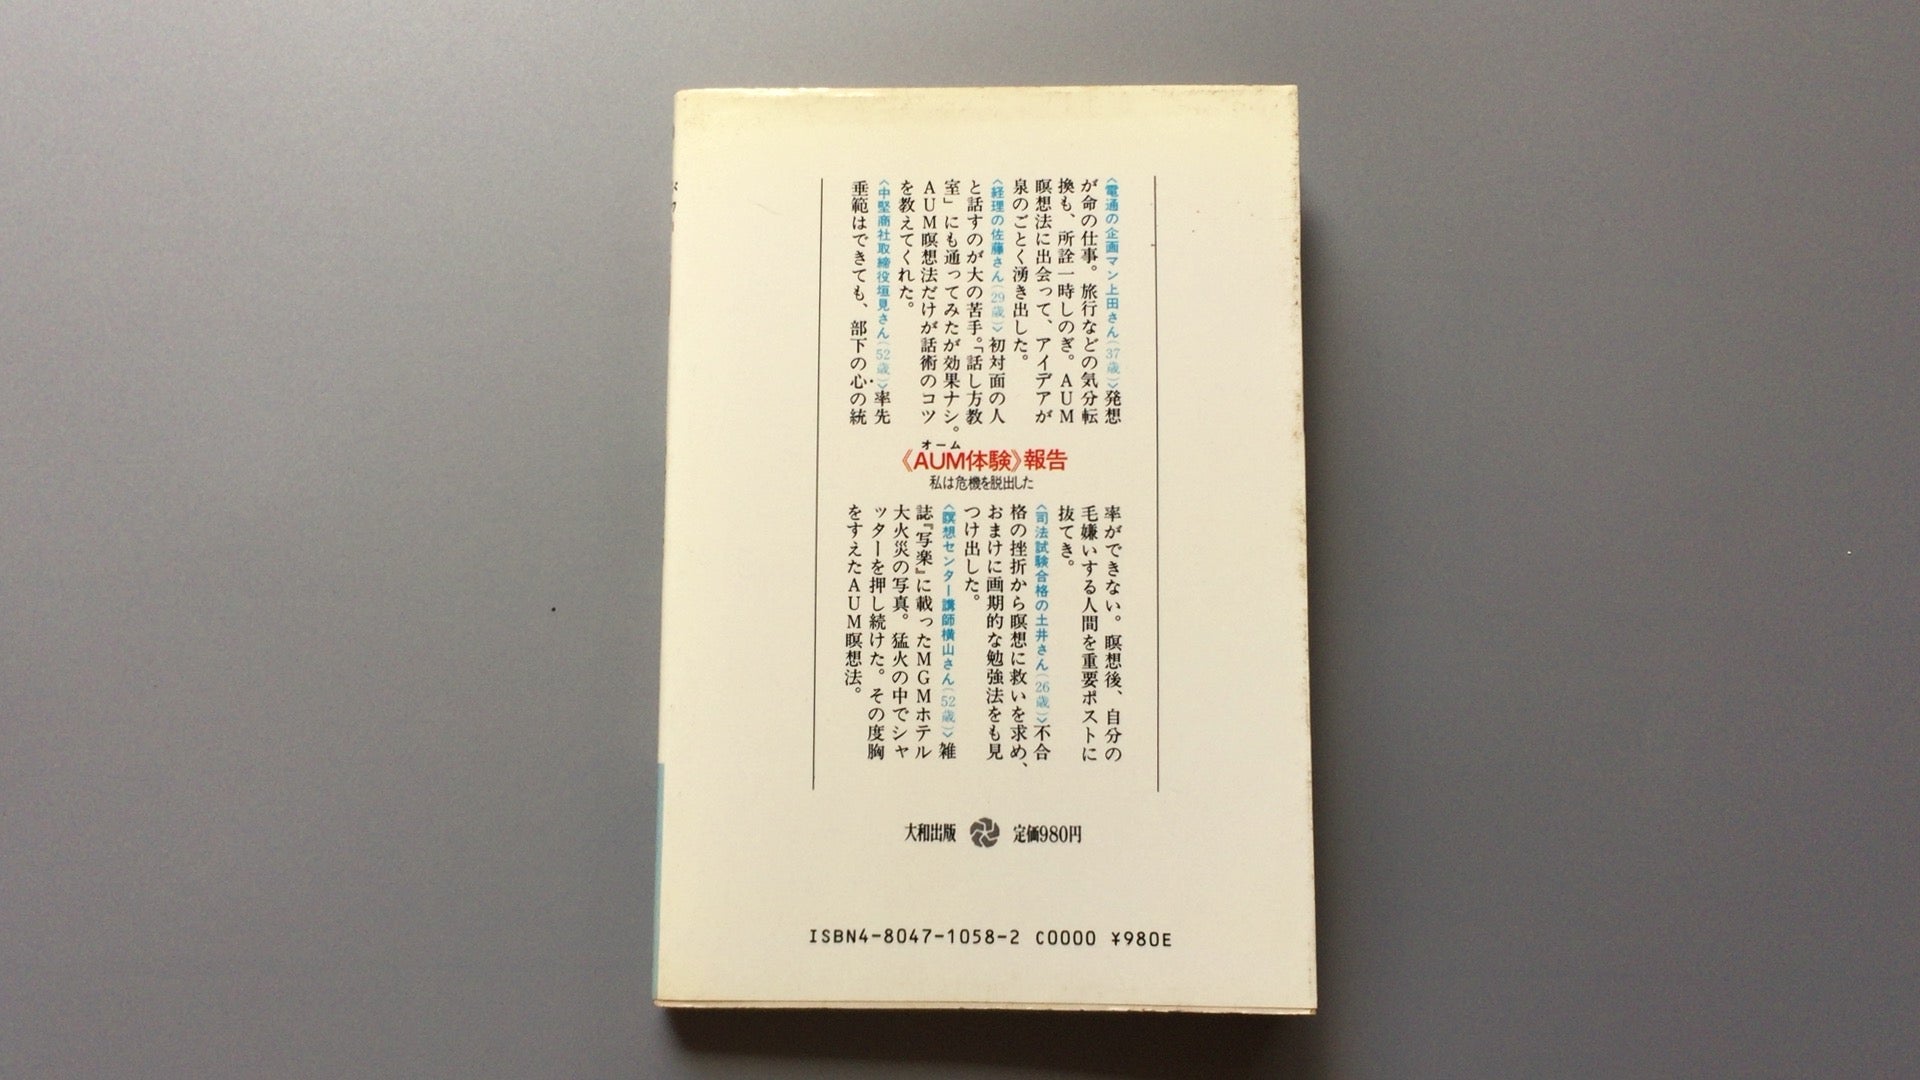 〈電通の企画マン上田さん(37歳)〉発想
が命の仕事。旅行などの気分転
換も、所詮一時しのぎ。AUM
瞑想法に出会って、アイデアが
泉のごとく湧き出した。
〈経理の佐藤さん(29歳)〉初対面の人
と話すのが大の苦手。「話し方教
室」にも通ってみたが効果ナシ。
AUM瞑想法だけが話術のコツ
を教えてくれた。
〈中堅商社取締役垣見さん(52歳)〉率先
垂範はできても、部下の心の統
オーム
《AUM体験》報告
私は危機を脱出した
率ができない。瞑想後、自分の
毛嫌いする人間を重要ポストに
抜てき。
〈司法試験合格の土井さん(26歳)〉不合
格の挫折から瞑想に救いを求め、
おまけに画期的な勉強法をも見
つけ出した。
〈瞑想センター講師横山さん(52歳)〉雑
誌『写楽』に載ったMGMホテル
大火災の写真。猛火の中でシャ
ッターを押し続けた。その度胸
をすえたAUM瞑想法。
大和出版 定価980円
ISBN4-8047-1058-2 C0000 ¥980E